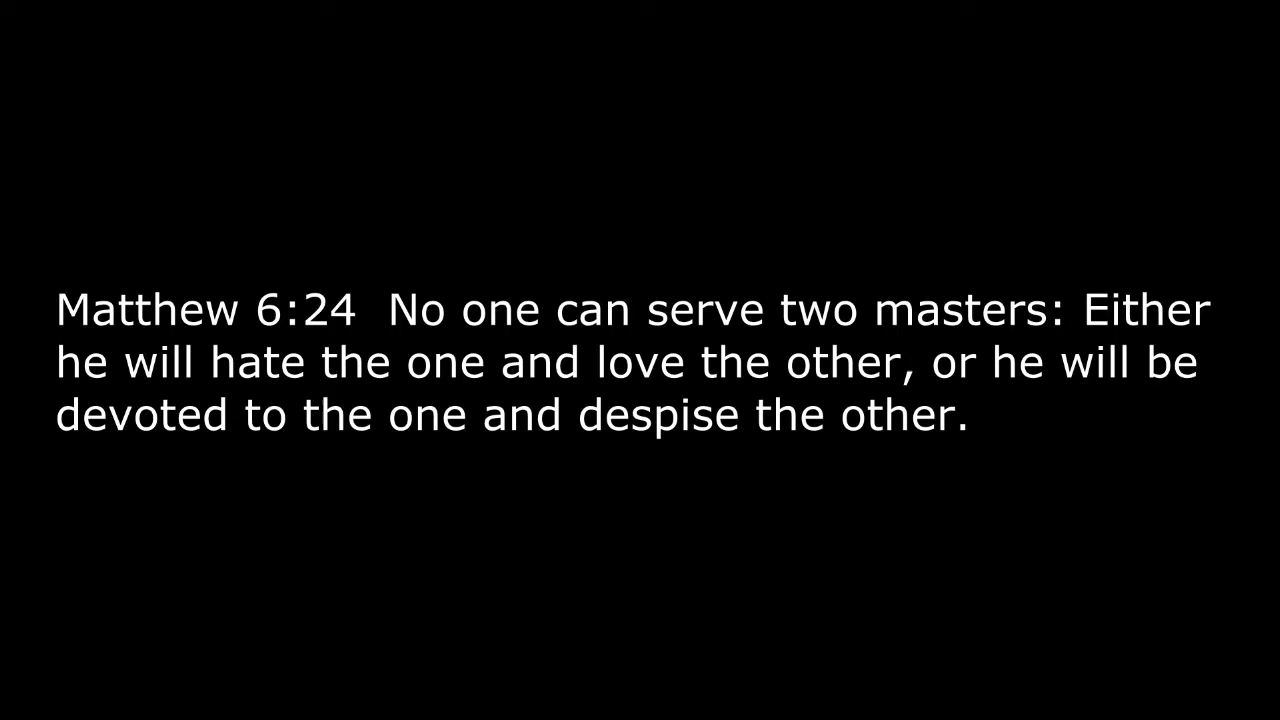 Matthew 6:24  No one can serve two masters: Either
he will hate the one and love the other, or he will be
devoted to the one and despise the other.